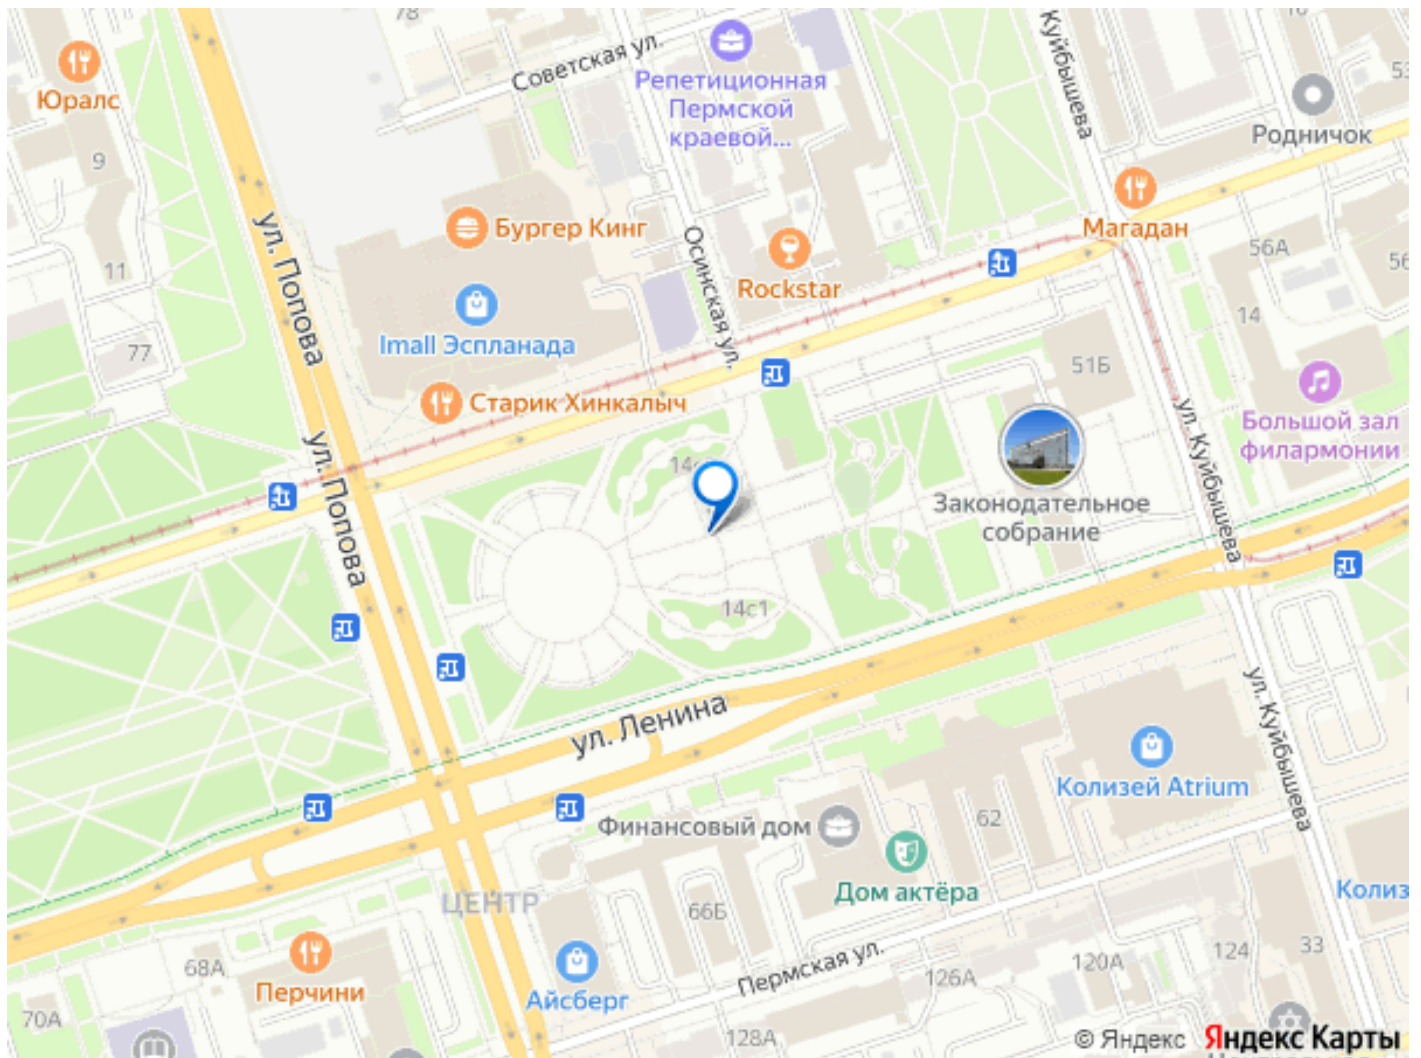 78
Советская ул.
Репетиционная
Пермской
краевой...
Куйбышева
Юралс
Родничок
53
9
Бургер Кинг
ул. Попова
Осинская ул.
Магадан
Rockstar
56А
56
11
Imall Эспланада
77
14
51Б
Старик Хинкалыч
Большой зал
филармонии
ул. Куйбышева
ул. Попова
Законодательное
собрание
14с1
ул. Ленина
ул. Куйбышева
Колизей Atrium
Финансовый дом
62
Дом актёра
ЦЕНТР
66Б
Колиз
68А
Перчини
Айсберг
Пермская ул.
126А
120А
124
33
70А
128А
© Яндекс Яндекс Карты